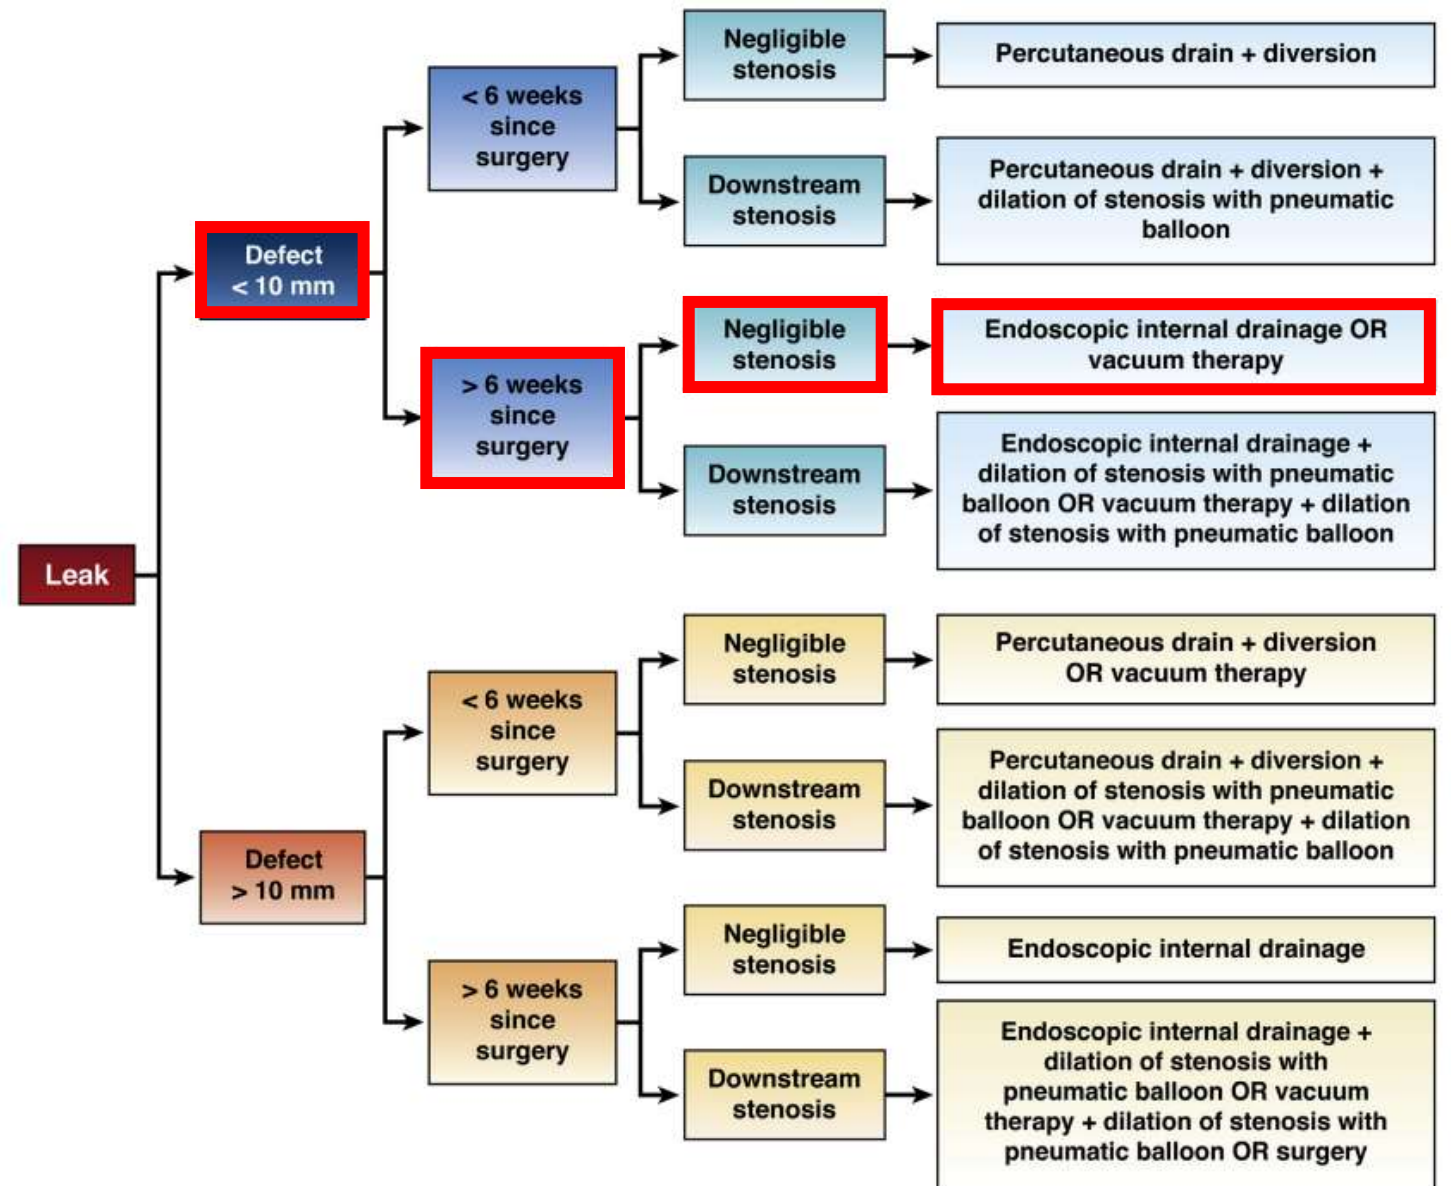 Leak
Defect
< 10 mm
< 6 weeks
since
surgery
Negligible
stenosis
Percutaneous drain + diversion
Downstream
stenosis
Percutaneous drain + diversion +
dilation of stenosis with pneumatic
balloon
> 6 weeks
since
surgery
Negligible
stenosis
Endoscopic internal drainage OR
vacuum therapy
Downstream
stenosis
Endoscopic internal drainage +
dilation of stenosis with pneumatic
balloon OR vacuum therapy + dilation
of stenosis with pneumatic balloon
Defect
> 10 mm
< 6 weeks
since
surgery
Negligible
stenosis
Percutaneous drain + diversion
OR vacuum therapy
Downstream
stenosis
Percutaneous drain + diversion +
dilation of stenosis with pneumatic
balloon OR vacuum therapy + dilation
of stenosis with pneumatic balloon
> 6 weeks
since
surgery
Negligible
stenosis
Endoscopic internal drainage
Downstream
stenosis
Endoscopic internal drainage +
dilation of stenosis with
pneumatic balloon OR vacuum
therapy + dilation of stenosis with
pneumatic balloon OR surgery